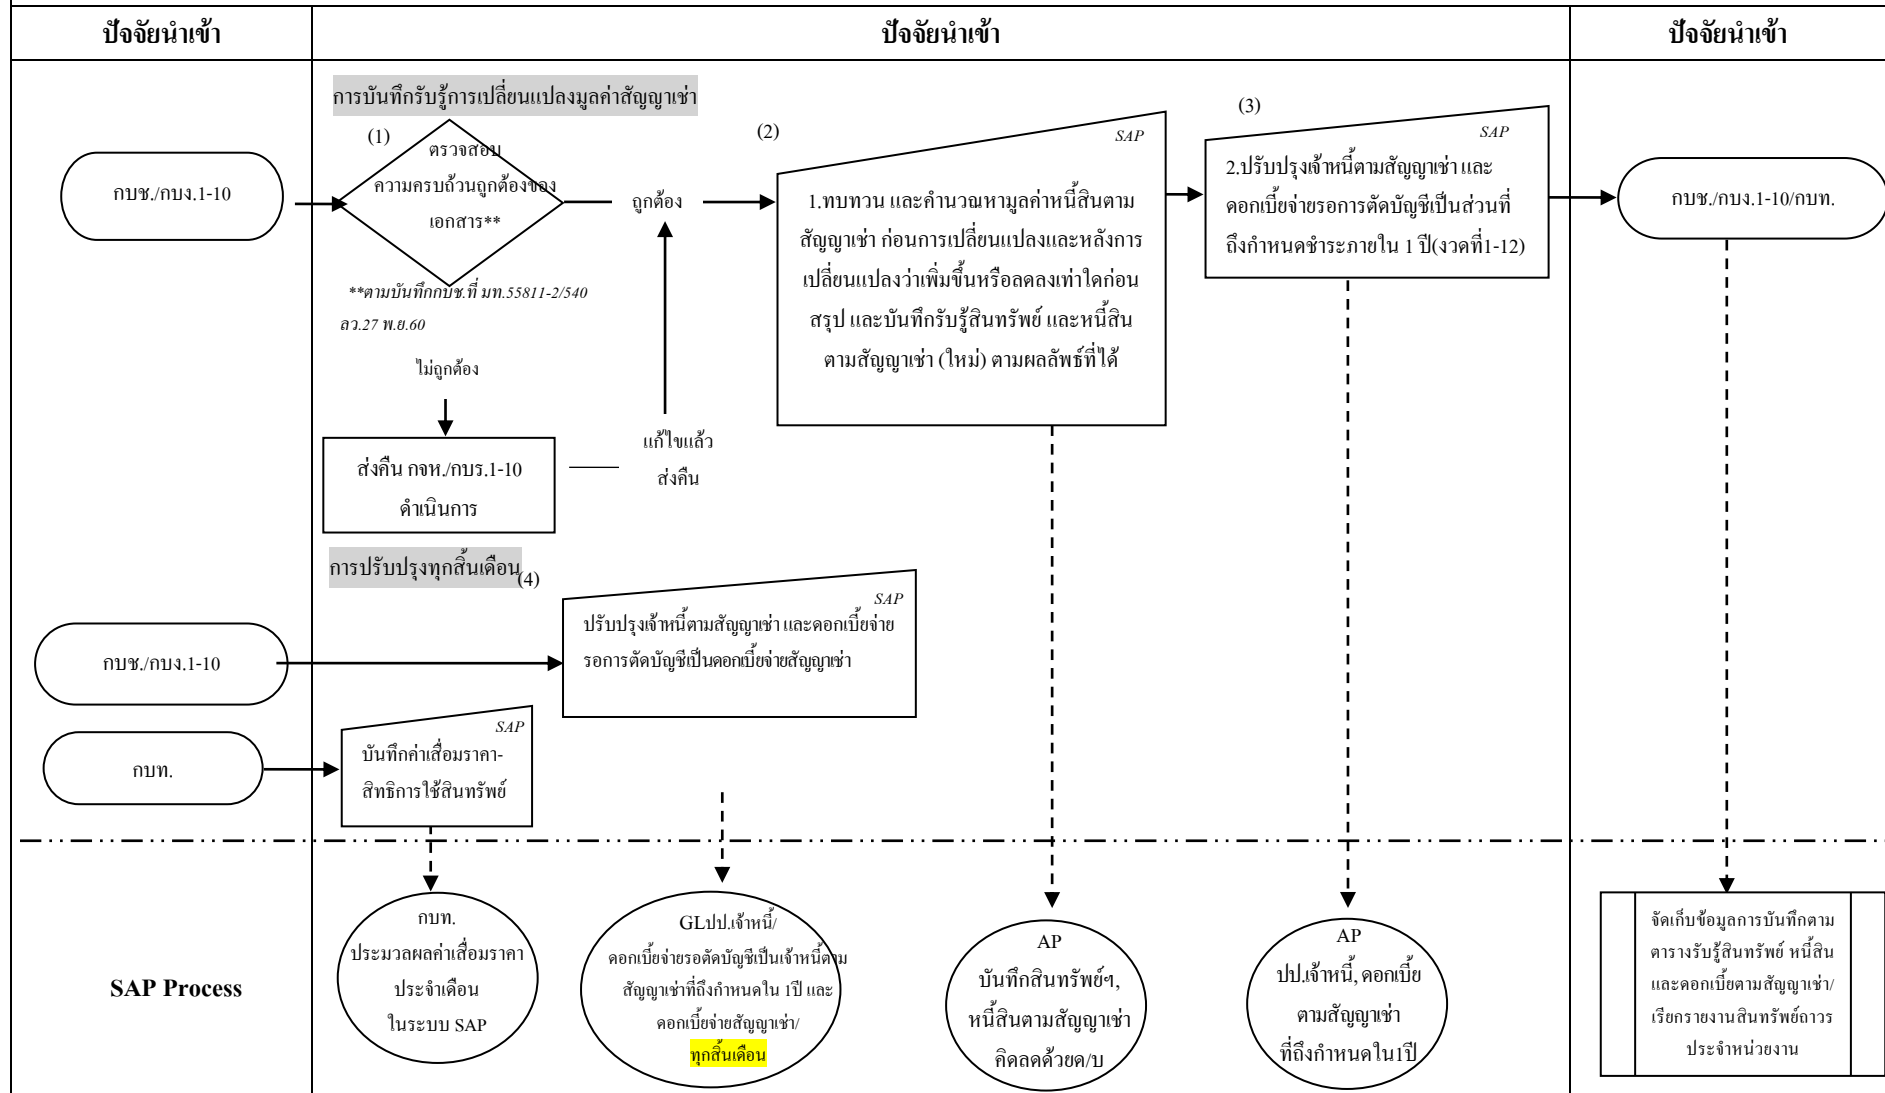 ปัจจัยนำเข้า
ปัจจัยนำเข้า
ปัจจัยนำเข้า
การบันทึกรับรู้การเปลี่ยนแปลงมูลค่าสัญญาเช่า
กบช./กบง.1-10
(1)
ตรวจสอบ
ความครบถ้วนถูกต้องของ
เอกสาร**
**ตามบันทึกกบช.ที่ มท.55811-2/540
ลว.27 พ.ย.60
ไม่ถูกต้อง
ส่งคืน กจห./กบร.1-10
ดำเนินการ
แก้ไขแล้ว
ส่งคืน
ถูกต้อง
(2)
SAP
1.ทบทวน และคำนวณหามูลค่าหนี้สินตาม
สัญญาเช่า ก่อนการเปลี่ยนแปลงและหลังการ
เปลี่ยนแปลงว่าเพิ่มขึ้นหรือลดลงเท่าใดก่อน
สรุป และบันทึกรับรู้สินทรัพย์ และหนี้สิน
ตามสัญญาเช่า (ใหม่) ตามผลลัพธ์ที่ได้
(3)
SAP
2.ปรับปรุงเจ้าหนี้ตามสัญญาเช่า และ
ดอกเบี้ยจ่ายรอการตัดบัญชีเป็นส่วนที่
ถึงกำหนดชำระภายใน 1 ปี(งวดที่1-12)
กบช./กบง.1-10/กบท.
การปรับปรุงทุกสิ้นเดือน
(4)
กบช./กบง.1-10
SAP
ปรับปรุงเจ้าหนี้ตามสัญญาเช่า และดอกเบี้ยจ่าย
รอการตัดบัญชีเป็นดอกเบี้ยจ่ายสัญญาเช่า
กบท.
SAP
บันทึกค่าเสื่อมราคา-
สิทธิการใช้สินทรัพย์
SAP Process
กบท.
ประมวลผลค่าเสื่อมราคา
ประจำเดือน
ในระบบ SAP
GLปป.เจ้าหนี้/
ดอกเบี้ยจ่ายรอตัดบัญชีเป็นเจ้าหนี้ตาม
สัญญาเช่าที่ถึงกำหนดใน 1ปี และ
ดอกเบี้ยจ่ายสัญญาเช่า/
ทุกสิ้นเดือน
AP
บันทึกสินทรัพย์ฯ,
หนี้สินตามสัญญาเช่า
คิดลดด้วยด/บ
AP
ปป.เจ้าหนี้, ดอกเบี้ย
ตามสัญญาเช่า
ที่ถึงกำหนดใน1ปี
จัดเก็บข้อมูลการบันทึกตาม
ตารางรับรู้สินทรัพย์ หนี้สิน
และดอกเบี้ยตามสัญญาเช่า/
เรียกรายงานสินทรัพย์ถาวร
ประจำหน่วยงาน